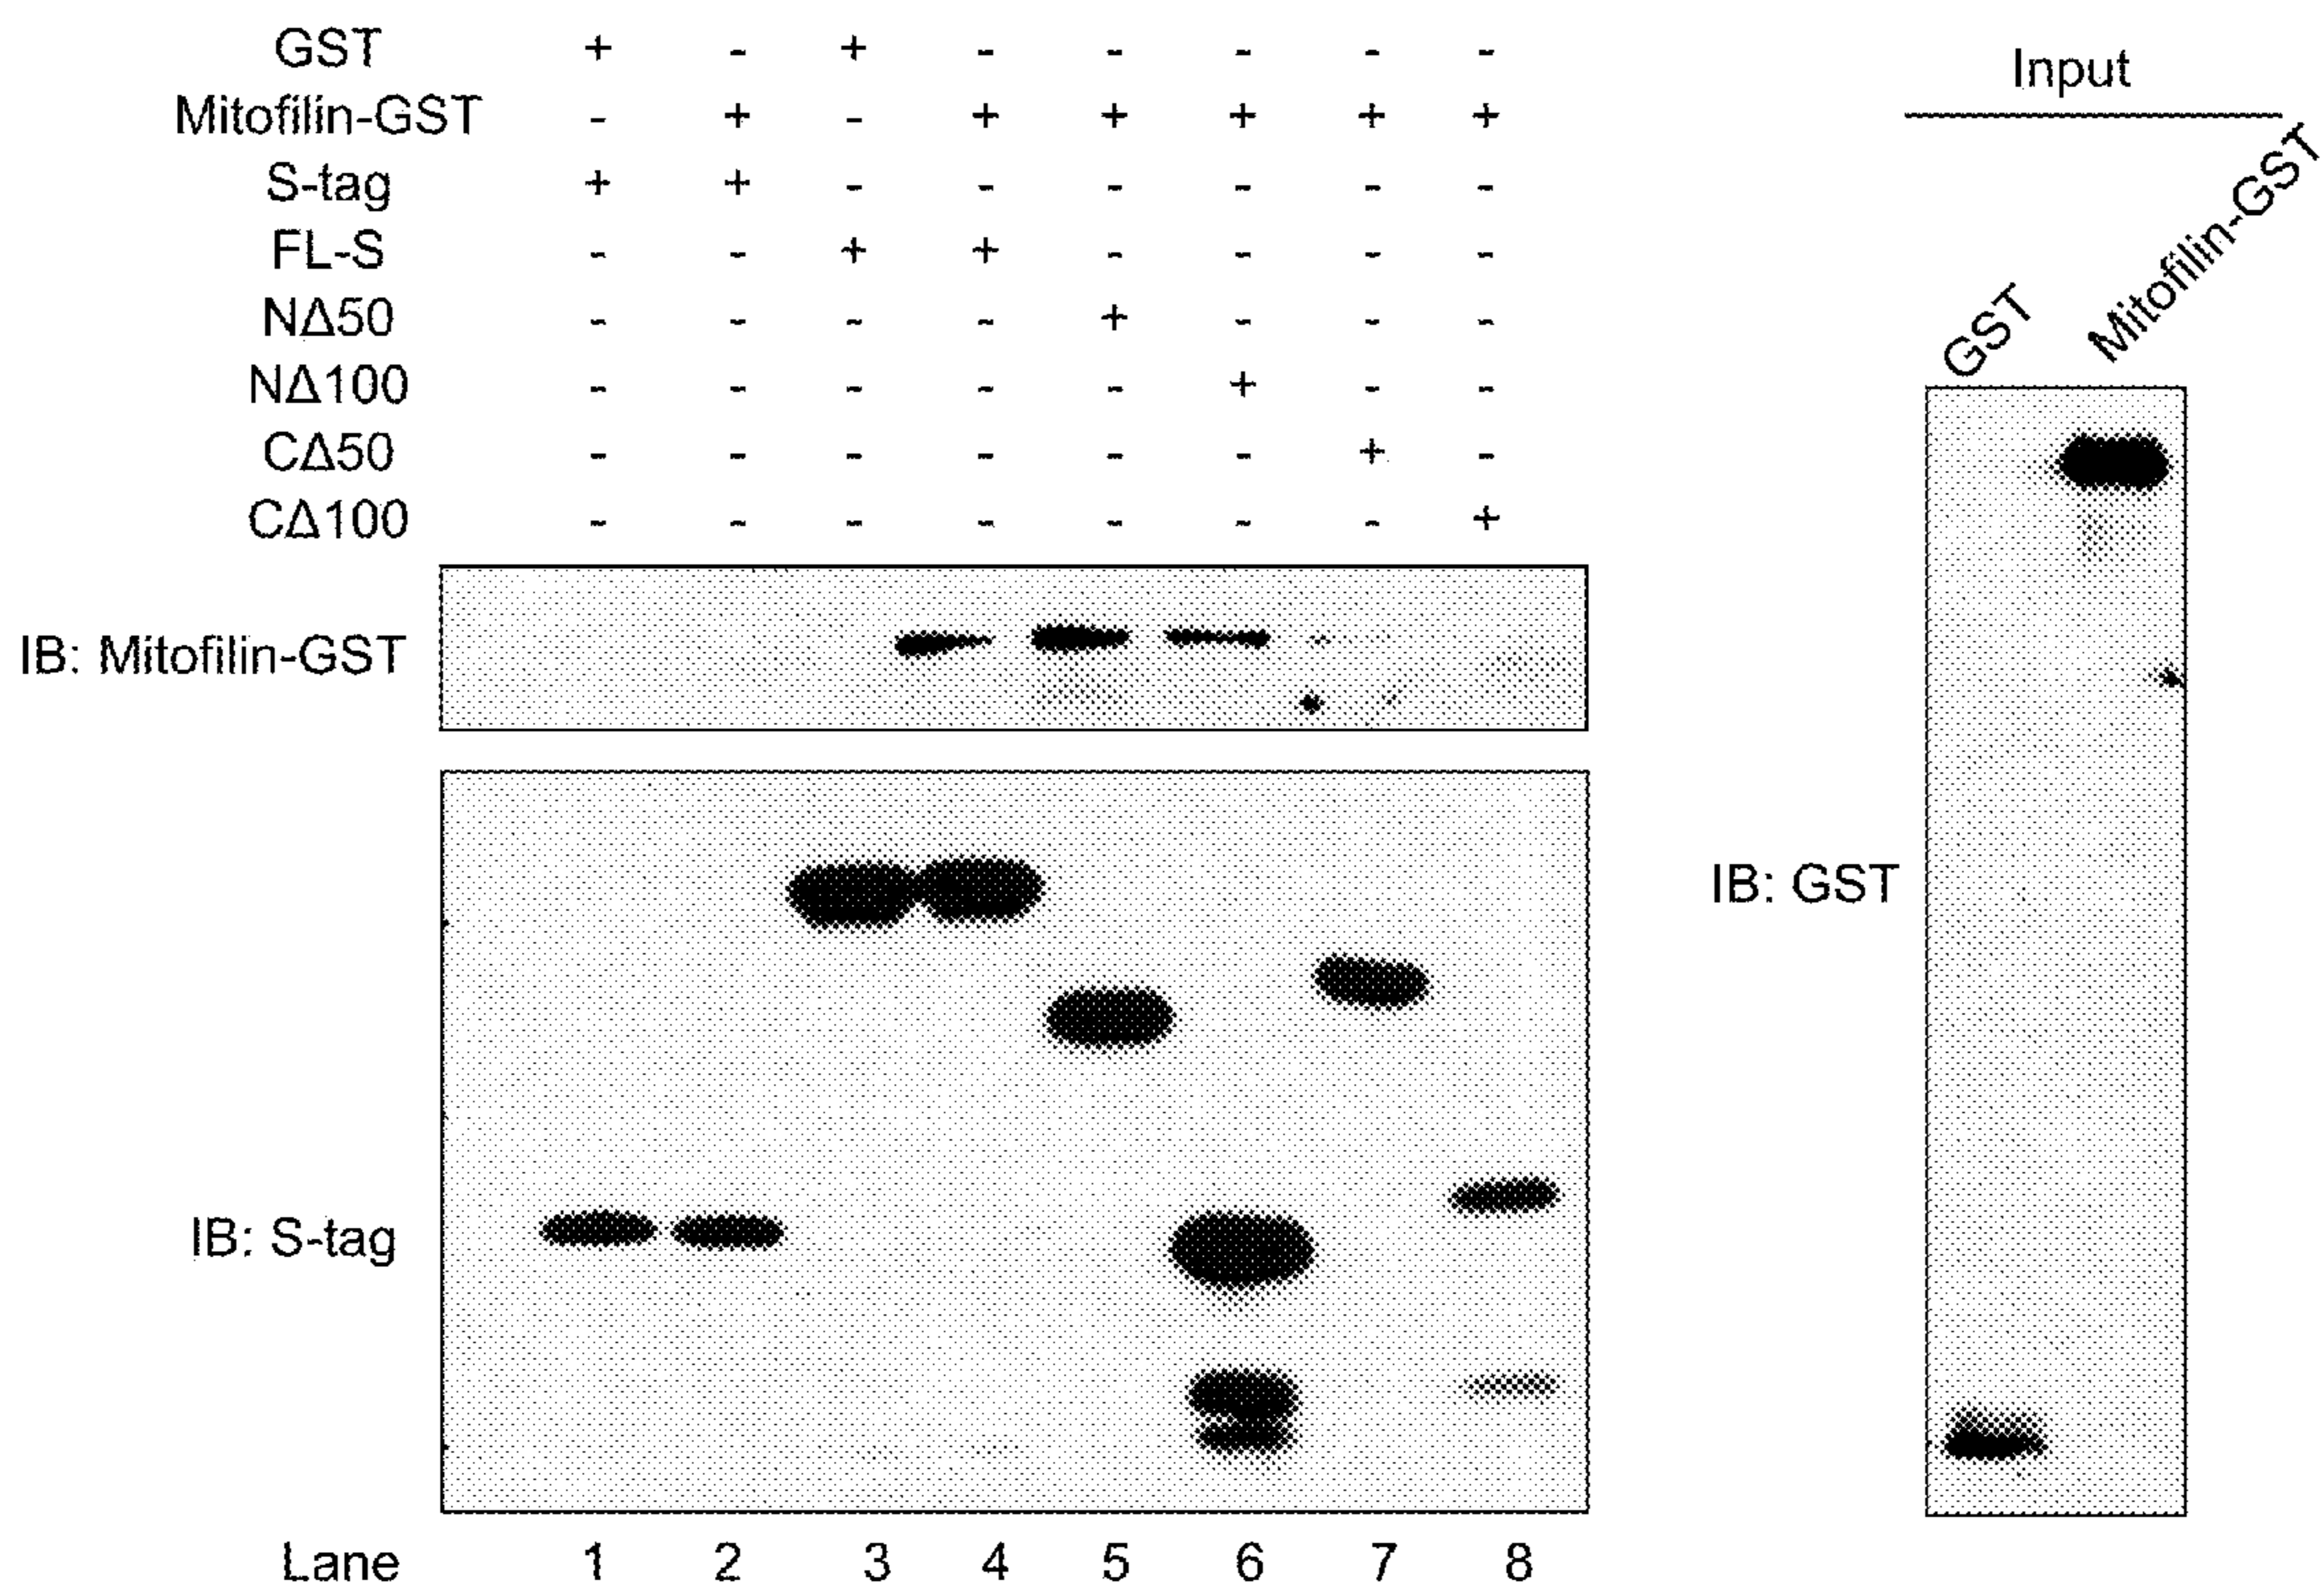 GST + - + - - - - -
Mitofilin-GST - + - + + + + +
S-tag + + - - - - - -
FL-S - - + + - - - -
NΔ50 - - - - + - - -
NΔ100 - - - - - + - -
CΔ50 - - - - - - + -
CΔ100 - - - - - - - +
IB: Mitofilin-GST
IB: S-tag
Lane 1 2 3 4 5 6 7 8
Input
GST Mitofilin-GST
IB: GST